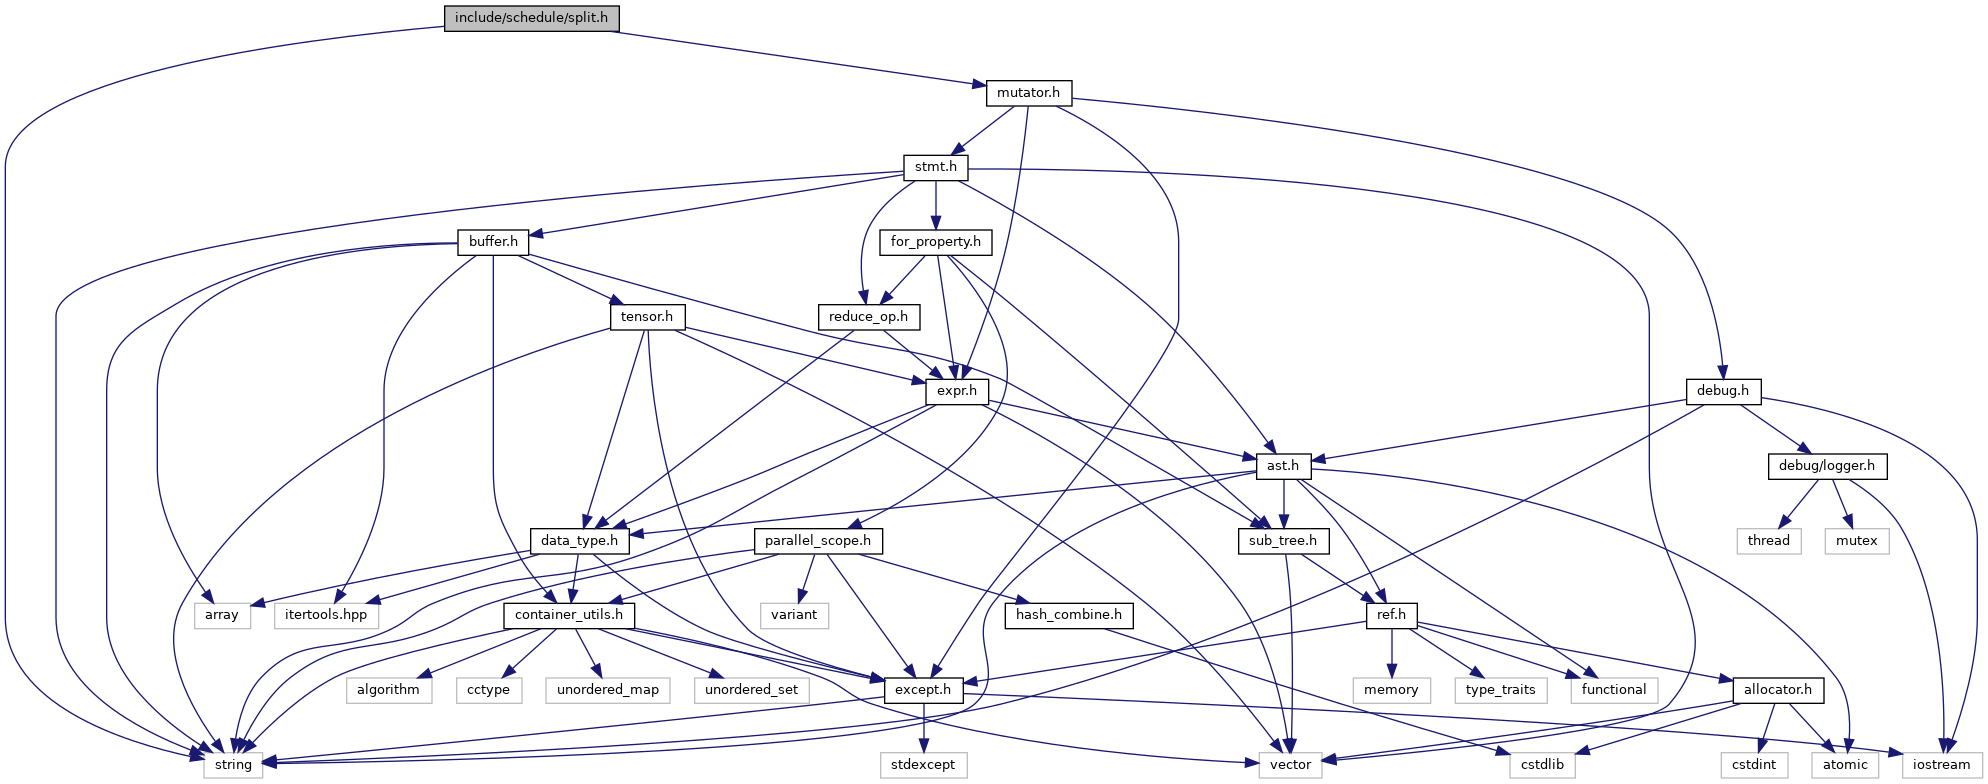 include/schedule/split.h
mutator.h
stmt.h
buffer.h
for_property.h
tensor.h
reduce_op.h
expr.h
debug.h
ast.h
debug/logger.h
data_type.h
parallel_scope.h
sub_tree.h
thread
mutex
array
itertools.hpp
container_utils.h
variant
hash_combine.h
ref.h
algorithm
cctype
unordered_map
unordered_set
except.h
memory
type_traits
functional
allocator.h
string
stdexcept
vector
cstdlib
cstdint
atomic
iostream